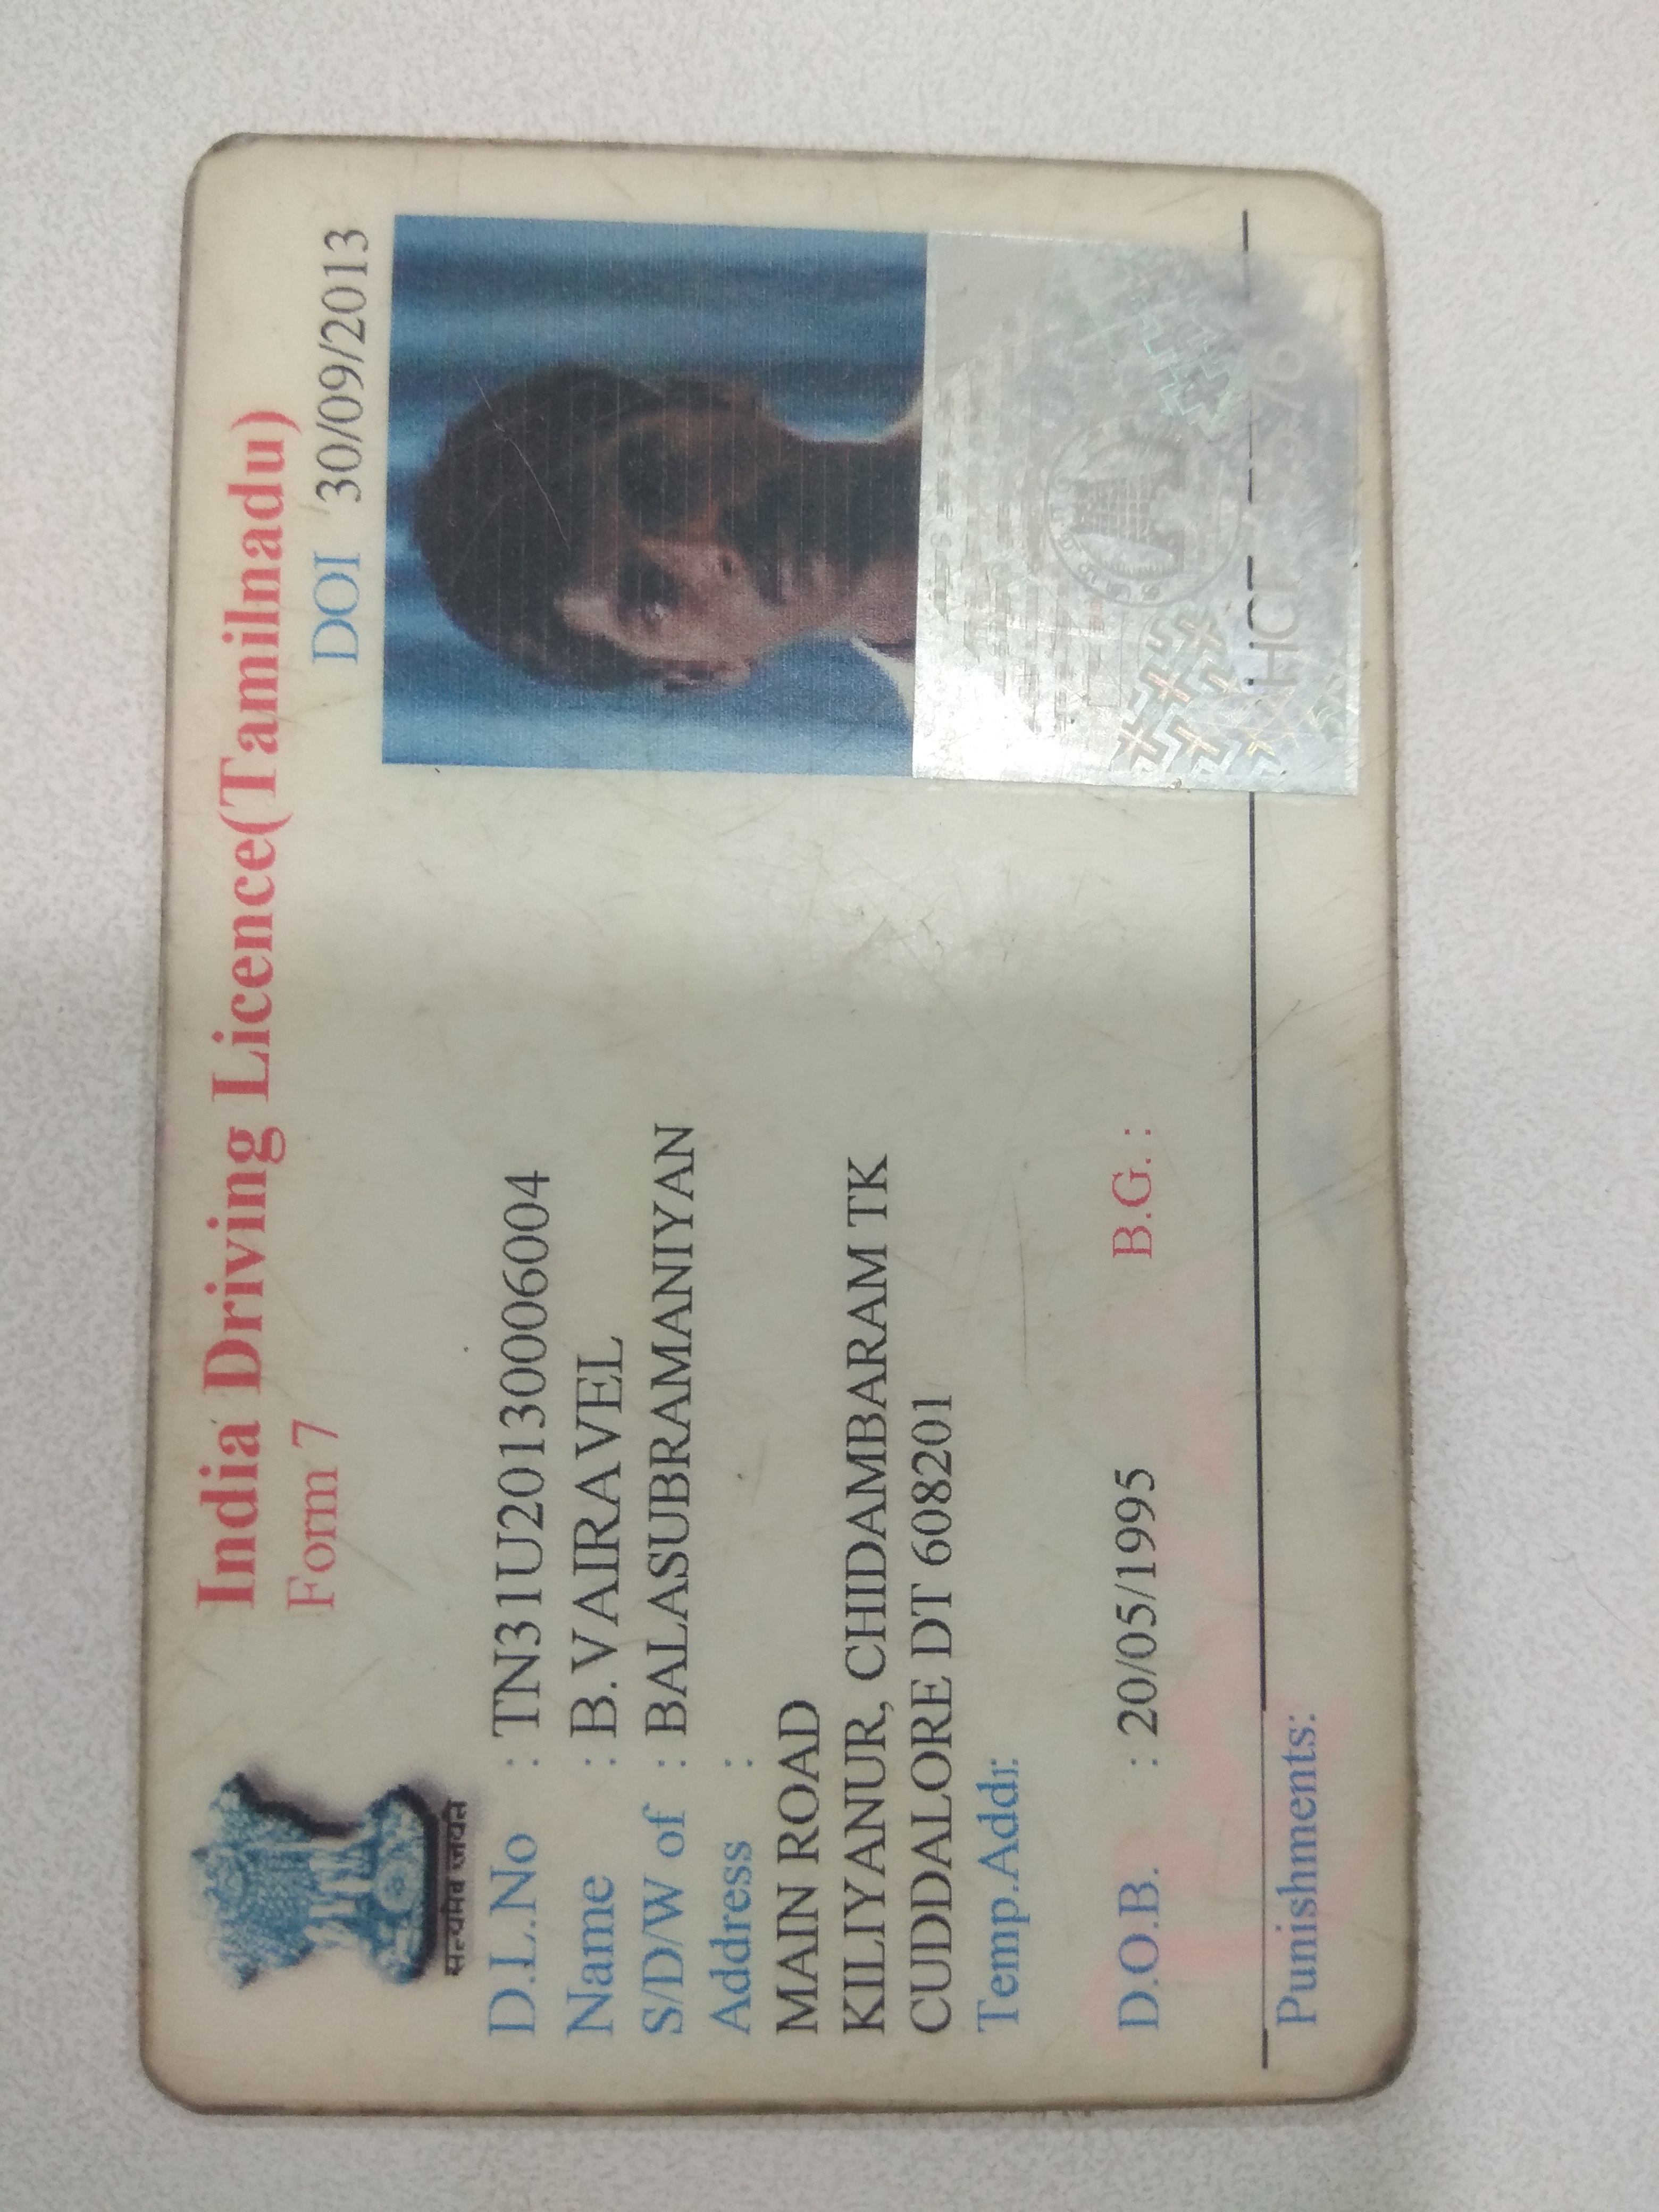 India Driving Licence(Tamilnadu)
Form 7
DOI 30/09/2013
सत्यमेव जयते
D.L.No : TN31U20130006004
Name : B.VAIRAVEL
S/D/W of : BALASUBRAMANIYAN
Address :
MAIN ROAD
KILIYANUR, CHIDAMBARAM TK
CUDDALORE DT 608201
Temp.Addr:
D.O.B. : 20/05/1995 B.G. :
Punishments: